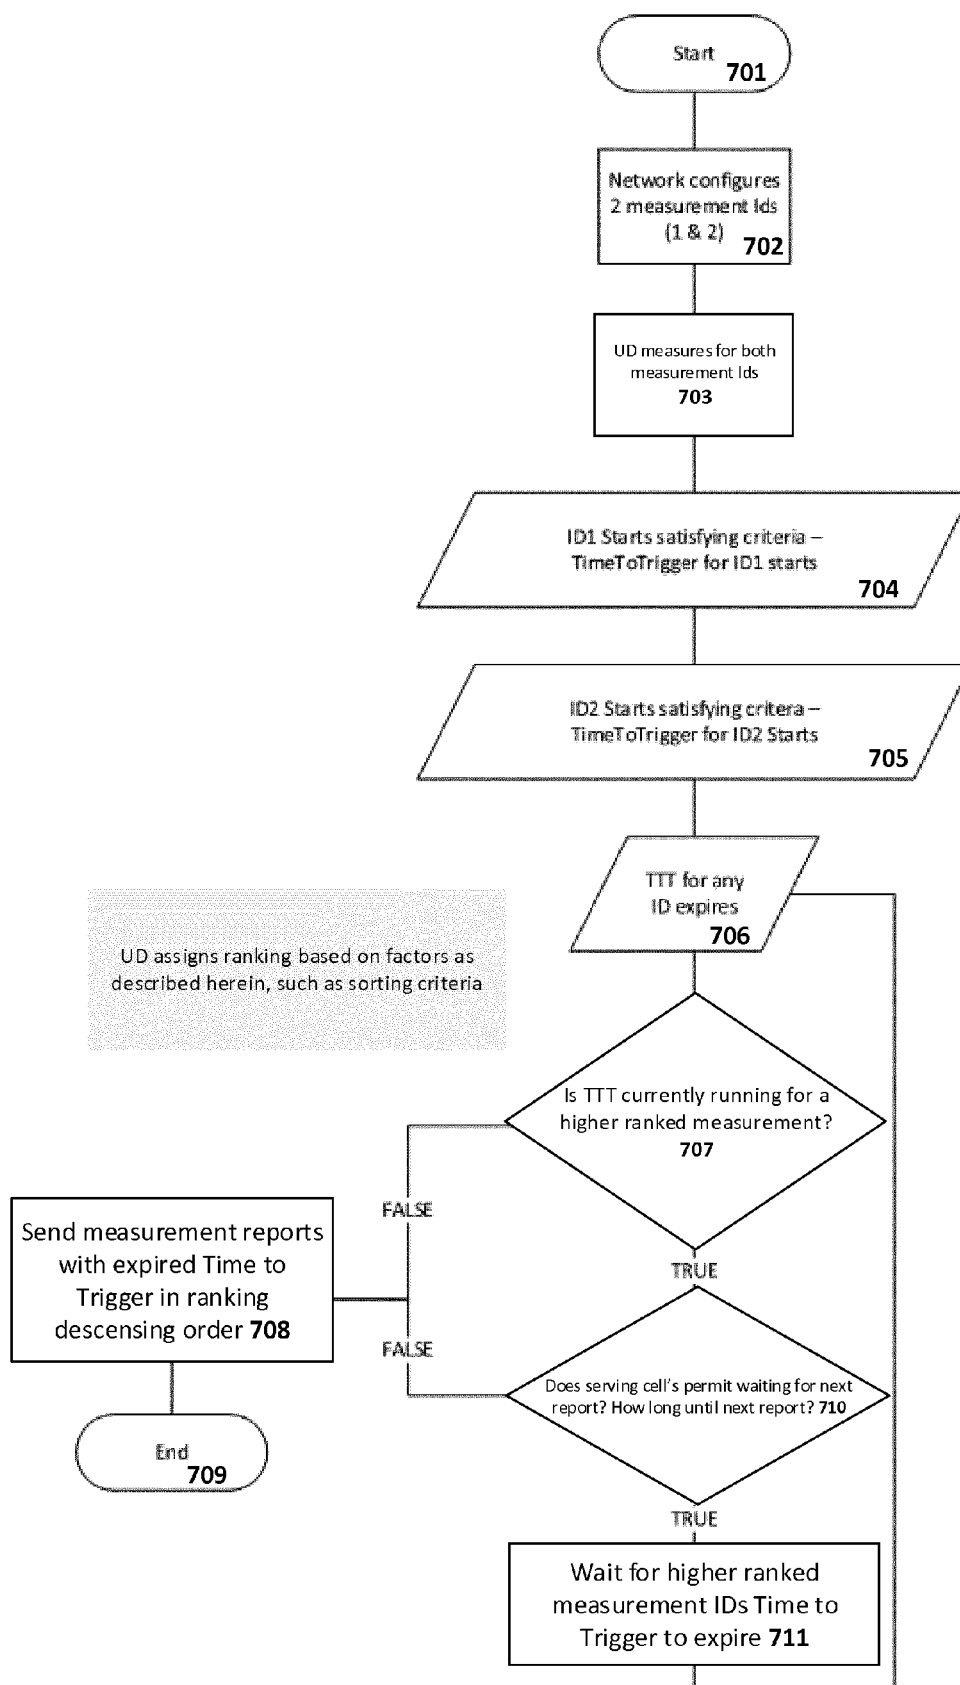 Start
701
Network configures
2 measurement Ids
(1 & 2) 702
UD measures for both
measurement Ids
703
ID1 Starts satisfying criteria –
TimeToTrigger for ID1 starts
704
ID2 Starts satisfying critera –
TimeToTrigger for ID2 Starts
705
TTT for any
ID expires
706
UD assigns ranking based on factors as
described herein, such as sorting criteria
Is TTT currently running for a
higher ranked measurement?
707
FALSE
Send measurement reports
with expired Time to
Trigger in ranking
descensing order 708
TRUE
FALSE
Does serving cell's permit waiting for next
report? How long until next report? 710
End
709
TRUE
Wait for higher ranked
measurement IDs Time to
Trigger to expire 711